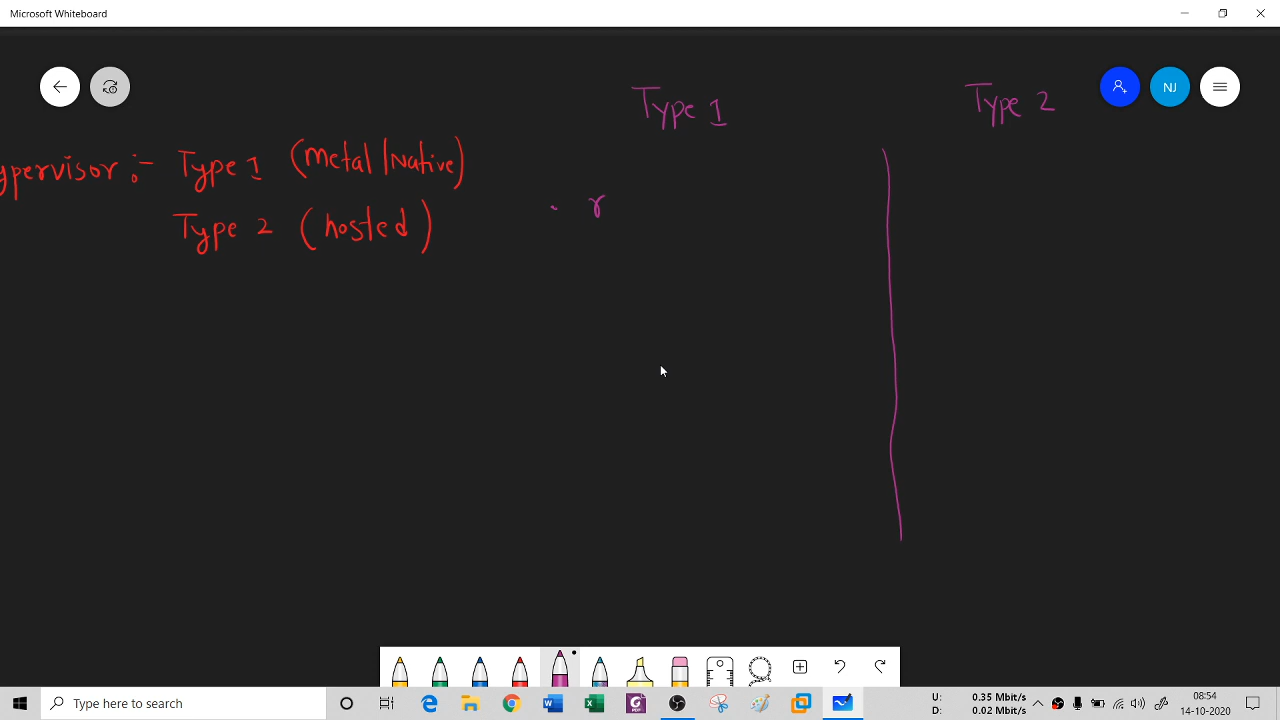 Microsoft Whiteboard
NJ
Type 1
Type 2
ypervisor :- Type 1 (Metal/Native)
Type 2 (hosted)
. r
Type here to search
U: 0.35 Mbit/s
D: 0.02 Mbit/s
08:54
14-10-2020